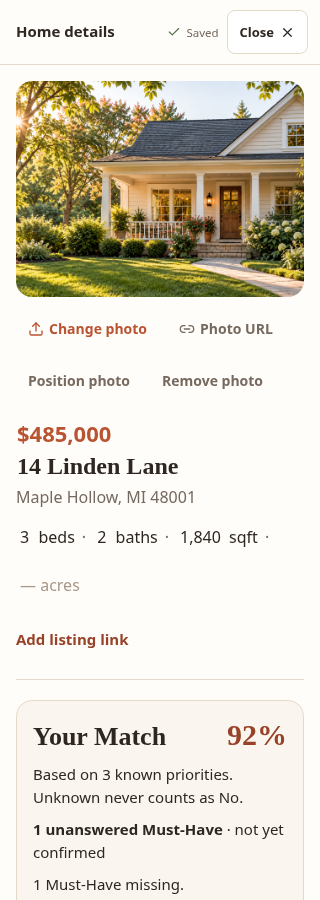 Home details
Saved
Close
Change photo
Photo URL
Position photo
Remove photo
$485,000
14 Linden Lane
Maple Hollow, MI 48001
3 beds · 2 baths · 1,840 sqft ·
— acres
Add listing link
Your Match 92%
Based on 3 known priorities.
Unknown never counts as No.
1 unanswered Must-Have · not yet
confirmed
1 Must-Have missing.